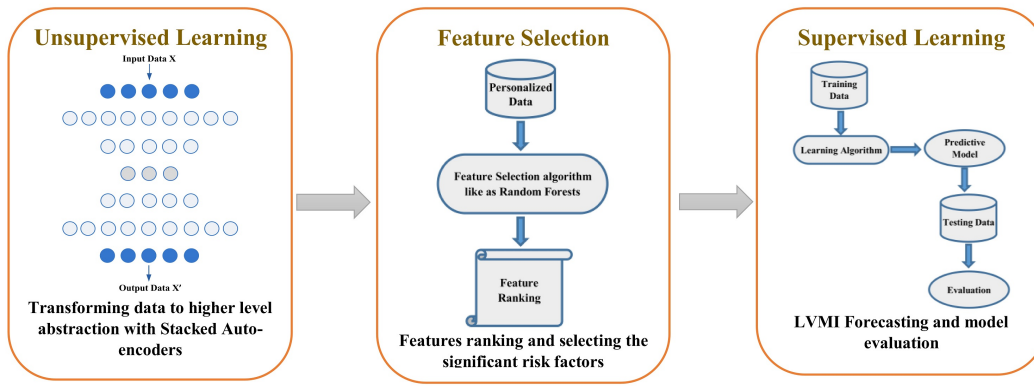 Unsupervised Learning
Input Data X
Output Data X'
Transforming data to higher level
abstraction with Stacked Auto-
encoders
Feature Selection
Personalized
Data
Feature Selection algorithm
like as Random Forests
Feature
Ranking
Features ranking and selecting the
significant risk factors
Supervised Learning
Training
Data
Learning Algorithm
Predictive
Model
Testing Data
Evaluation
LVMI Forecasting and model
evaluation